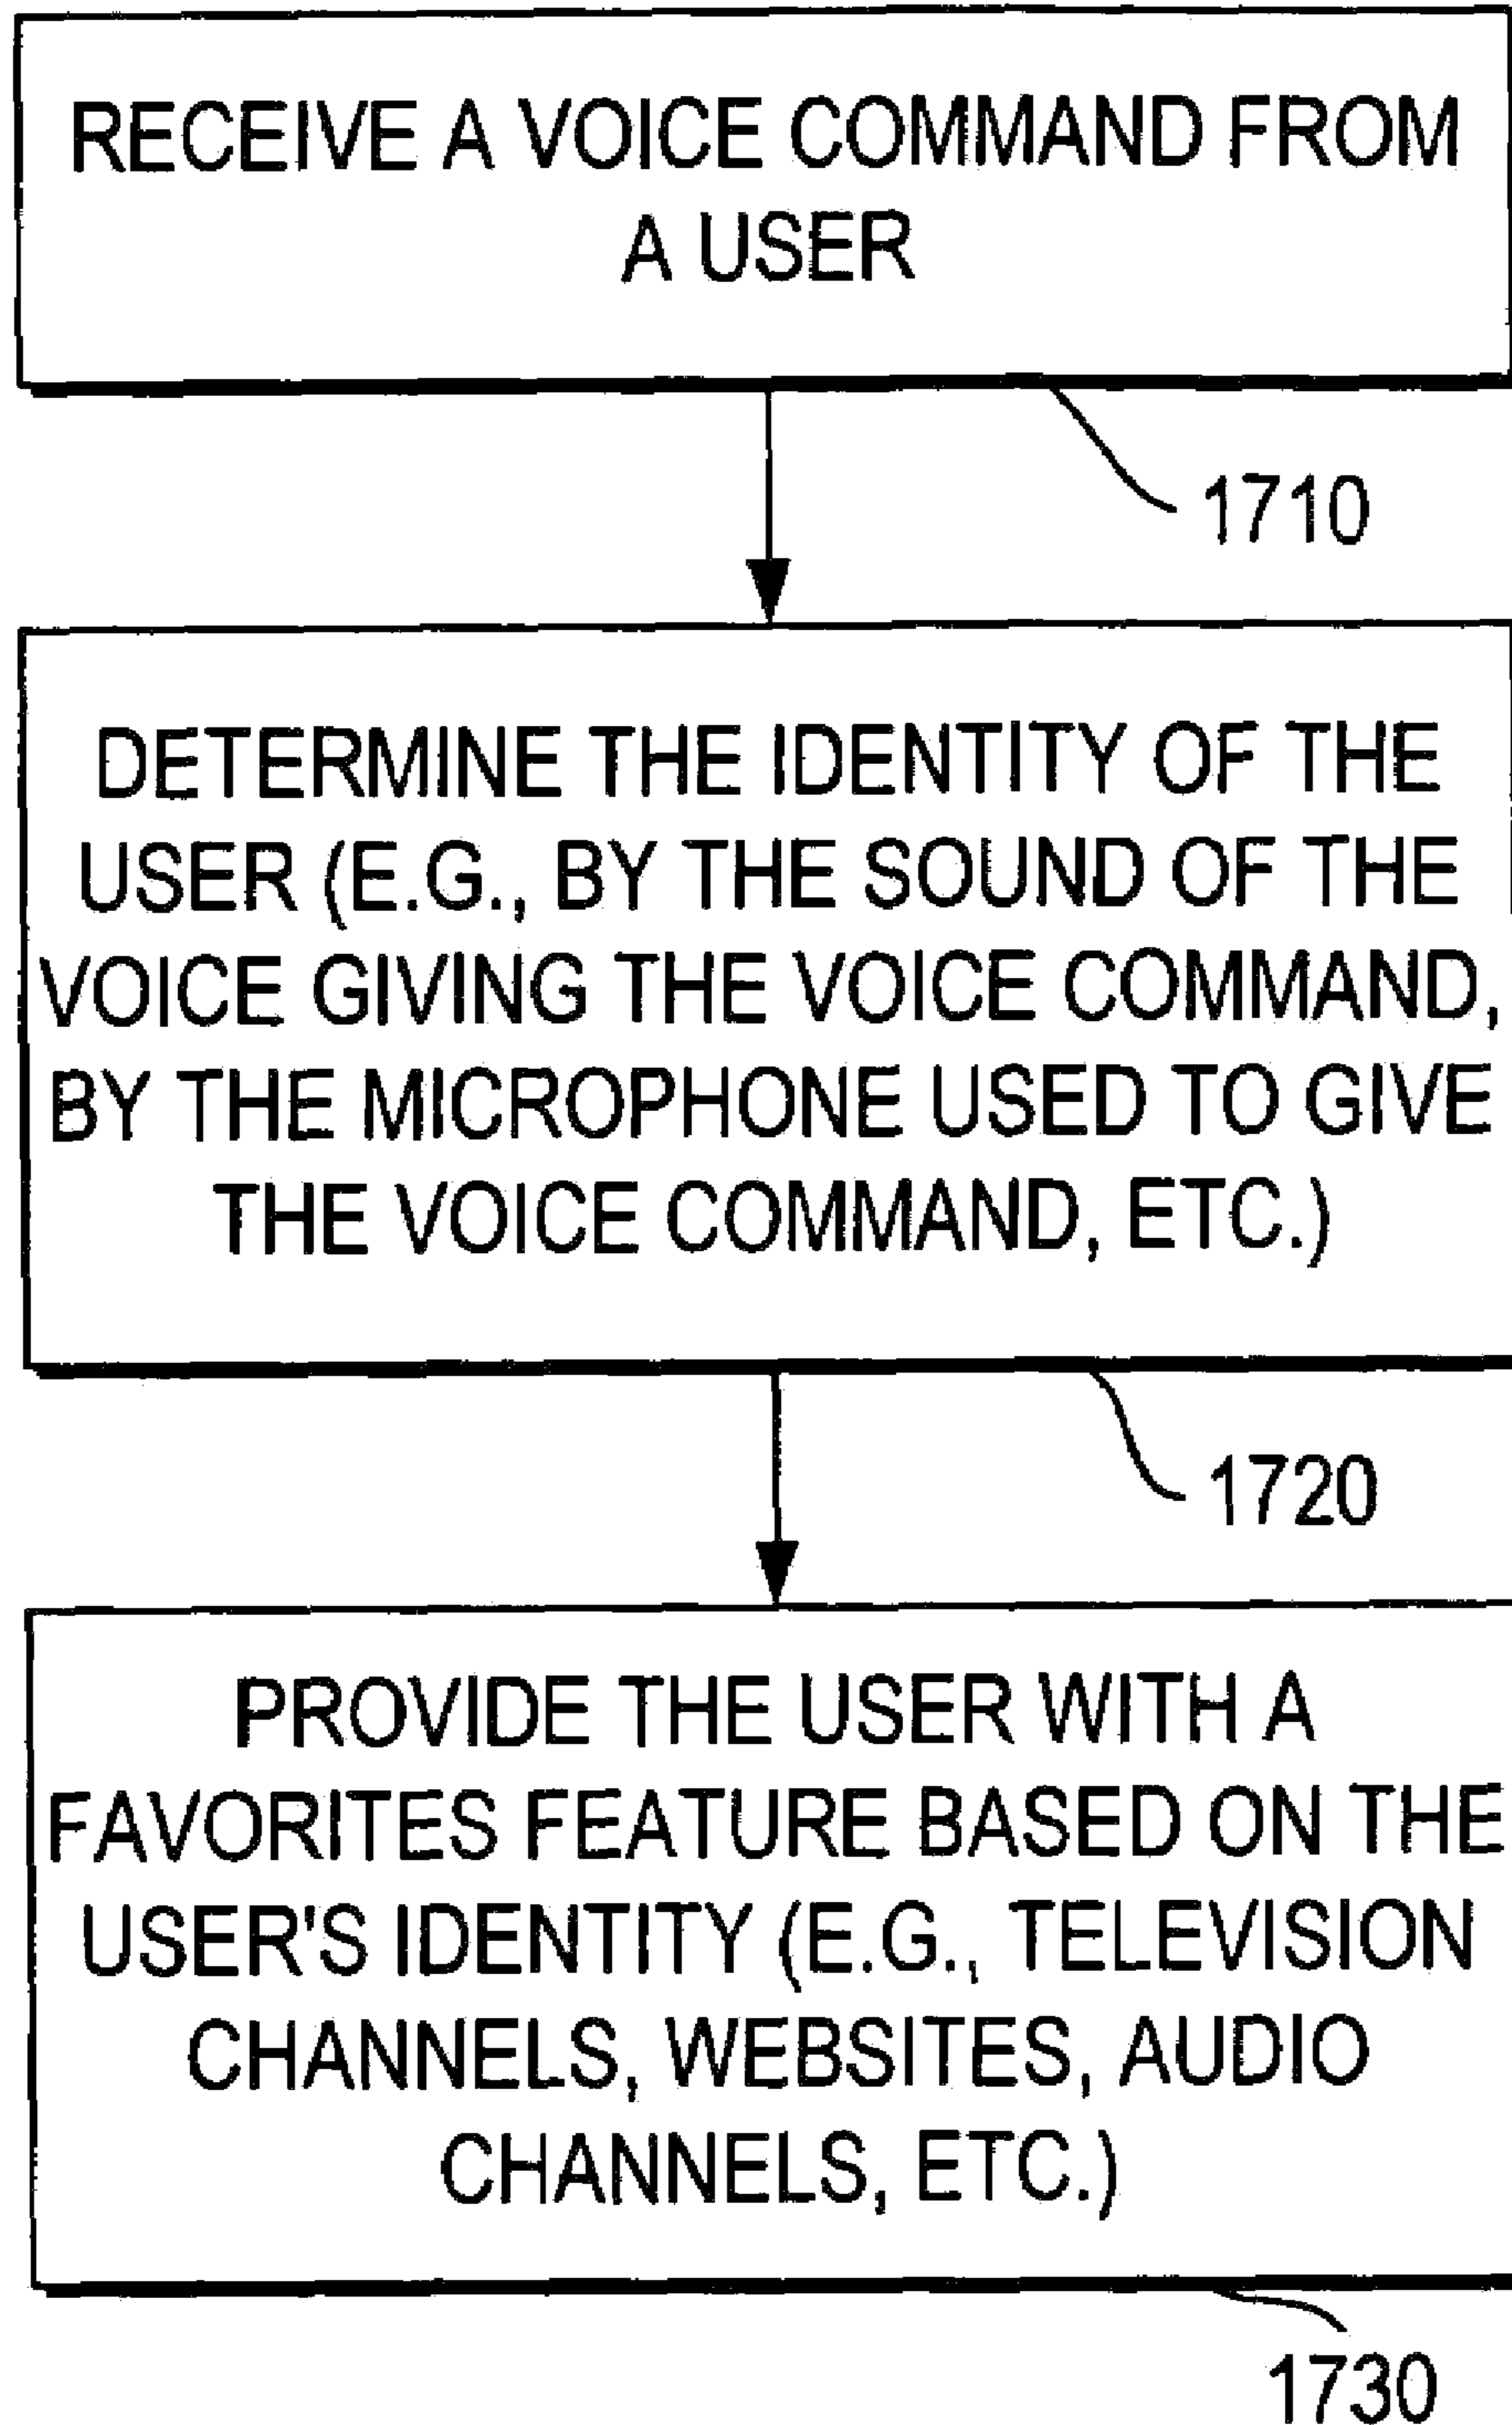 RECEIVE A VOICE COMMAND FROM
A USER
1710
DETERMINE THE IDENTITY OF THE
USER (E.G., BY THE SOUND OF THE
VOICE GIVING THE VOICE COMMAND,
BY THE MICROPHONE USED TO GIVE
THE VOICE COMMAND, ETC.)
1720
PROVIDE THE USER WITH A
FAVORITES FEATURE BASED ON THE
USER'S IDENTITY (E.G., TELEVISION
CHANNELS, WEBSITES, AUDIO
CHANNELS, ETC.)
1730